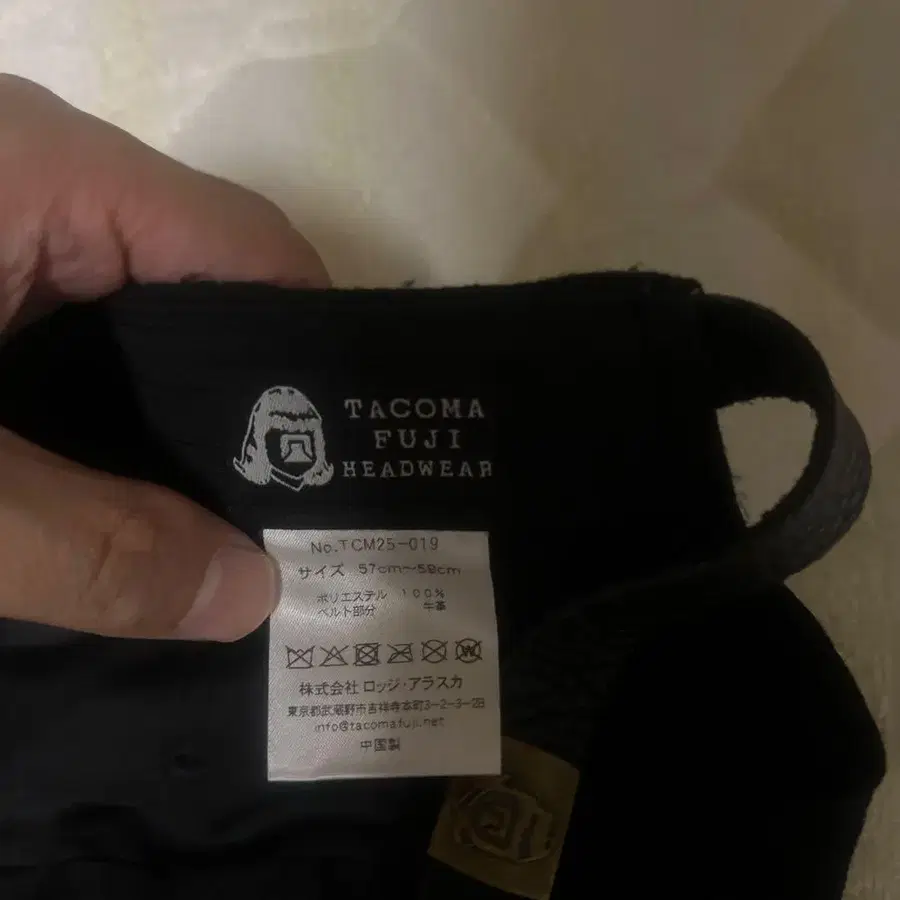 TACOMA
FUJI
HEADWEAR
No.TCM25-019
サイズ 57cm～59cm
ポリエステル 100%
ベルト部分 牛革
株式会社 ロッジ・アラスカ
東京都武蔵野市吉祥寺本町3-2-3-2B
info@tacomafuji.net
中国製